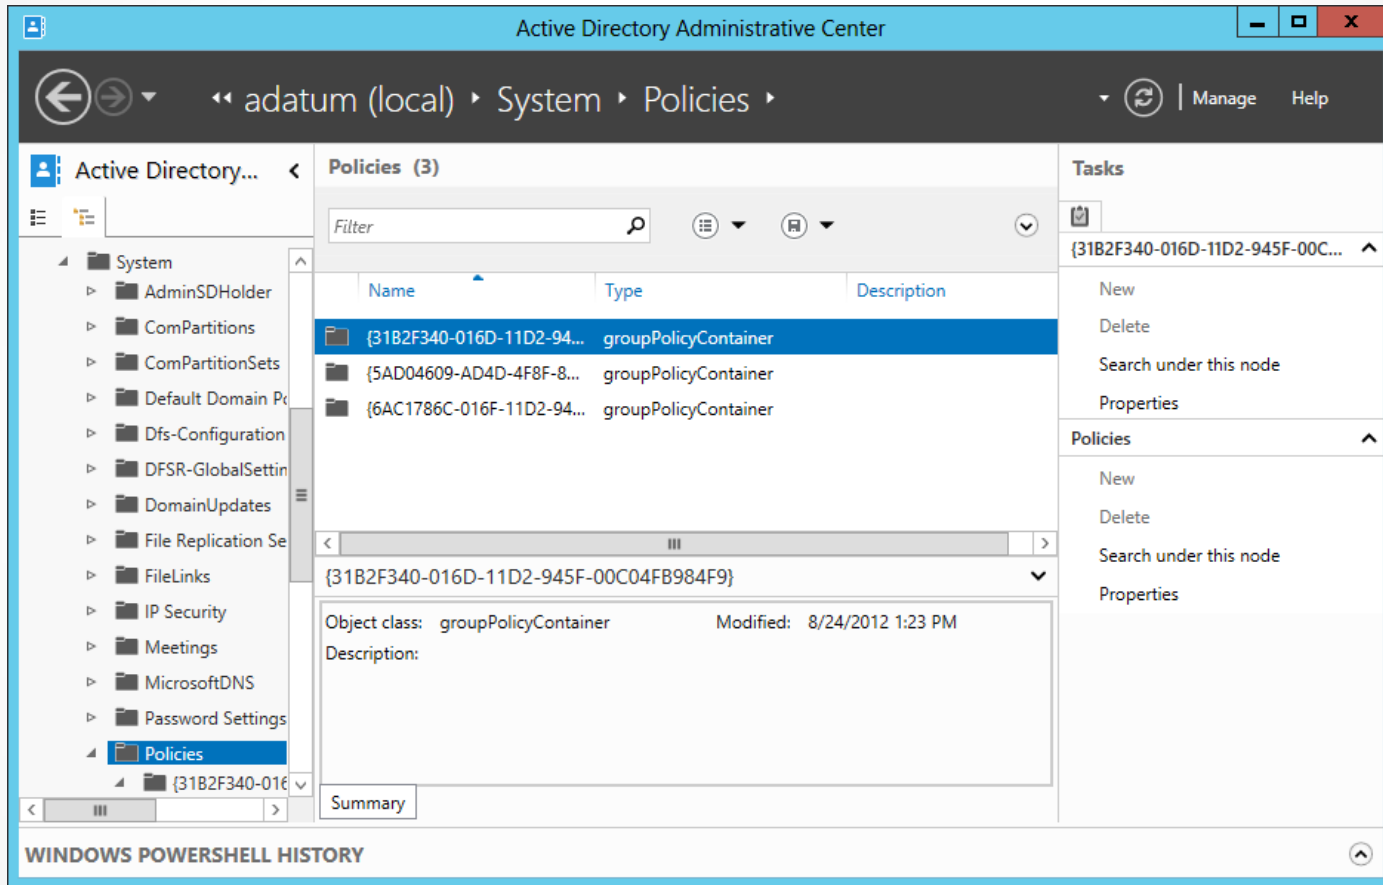 Active Directory Administrative Center
adatum (local) System Policies
Manage Help
Active Directory...
System
AdminSDHolder
ComPartitions
ComPartitionSets
Default Domain Po
Dfs-Configuration
DFSR-GlobalSettin
DomainUpdates
File Replication Se
FileLinks
IP Security
Meetings
MicrosoftDNS
Password Settings
Policies
{31B2F340-016
Policies (3)
Filter
Name Type Description
{31B2F340-016D-11D2-94... groupPolicyContainer
{5AD04609-AD4D-4F8F-8... groupPolicyContainer
{6AC1786C-016F-11D2-94... groupPolicyContainer
{31B2F340-016D-11D2-945F-00C04FB984F9}
Object class: groupPolicyContainer Modified: 8/24/2012 1:23 PM
Description:
Summary
Tasks
{31B2F340-016D-11D2-945F-00C...
New
Delete
Search under this node
Properties
Policies
New
Delete
Search under this node
Properties
WINDOWS POWERSHELL HISTORY